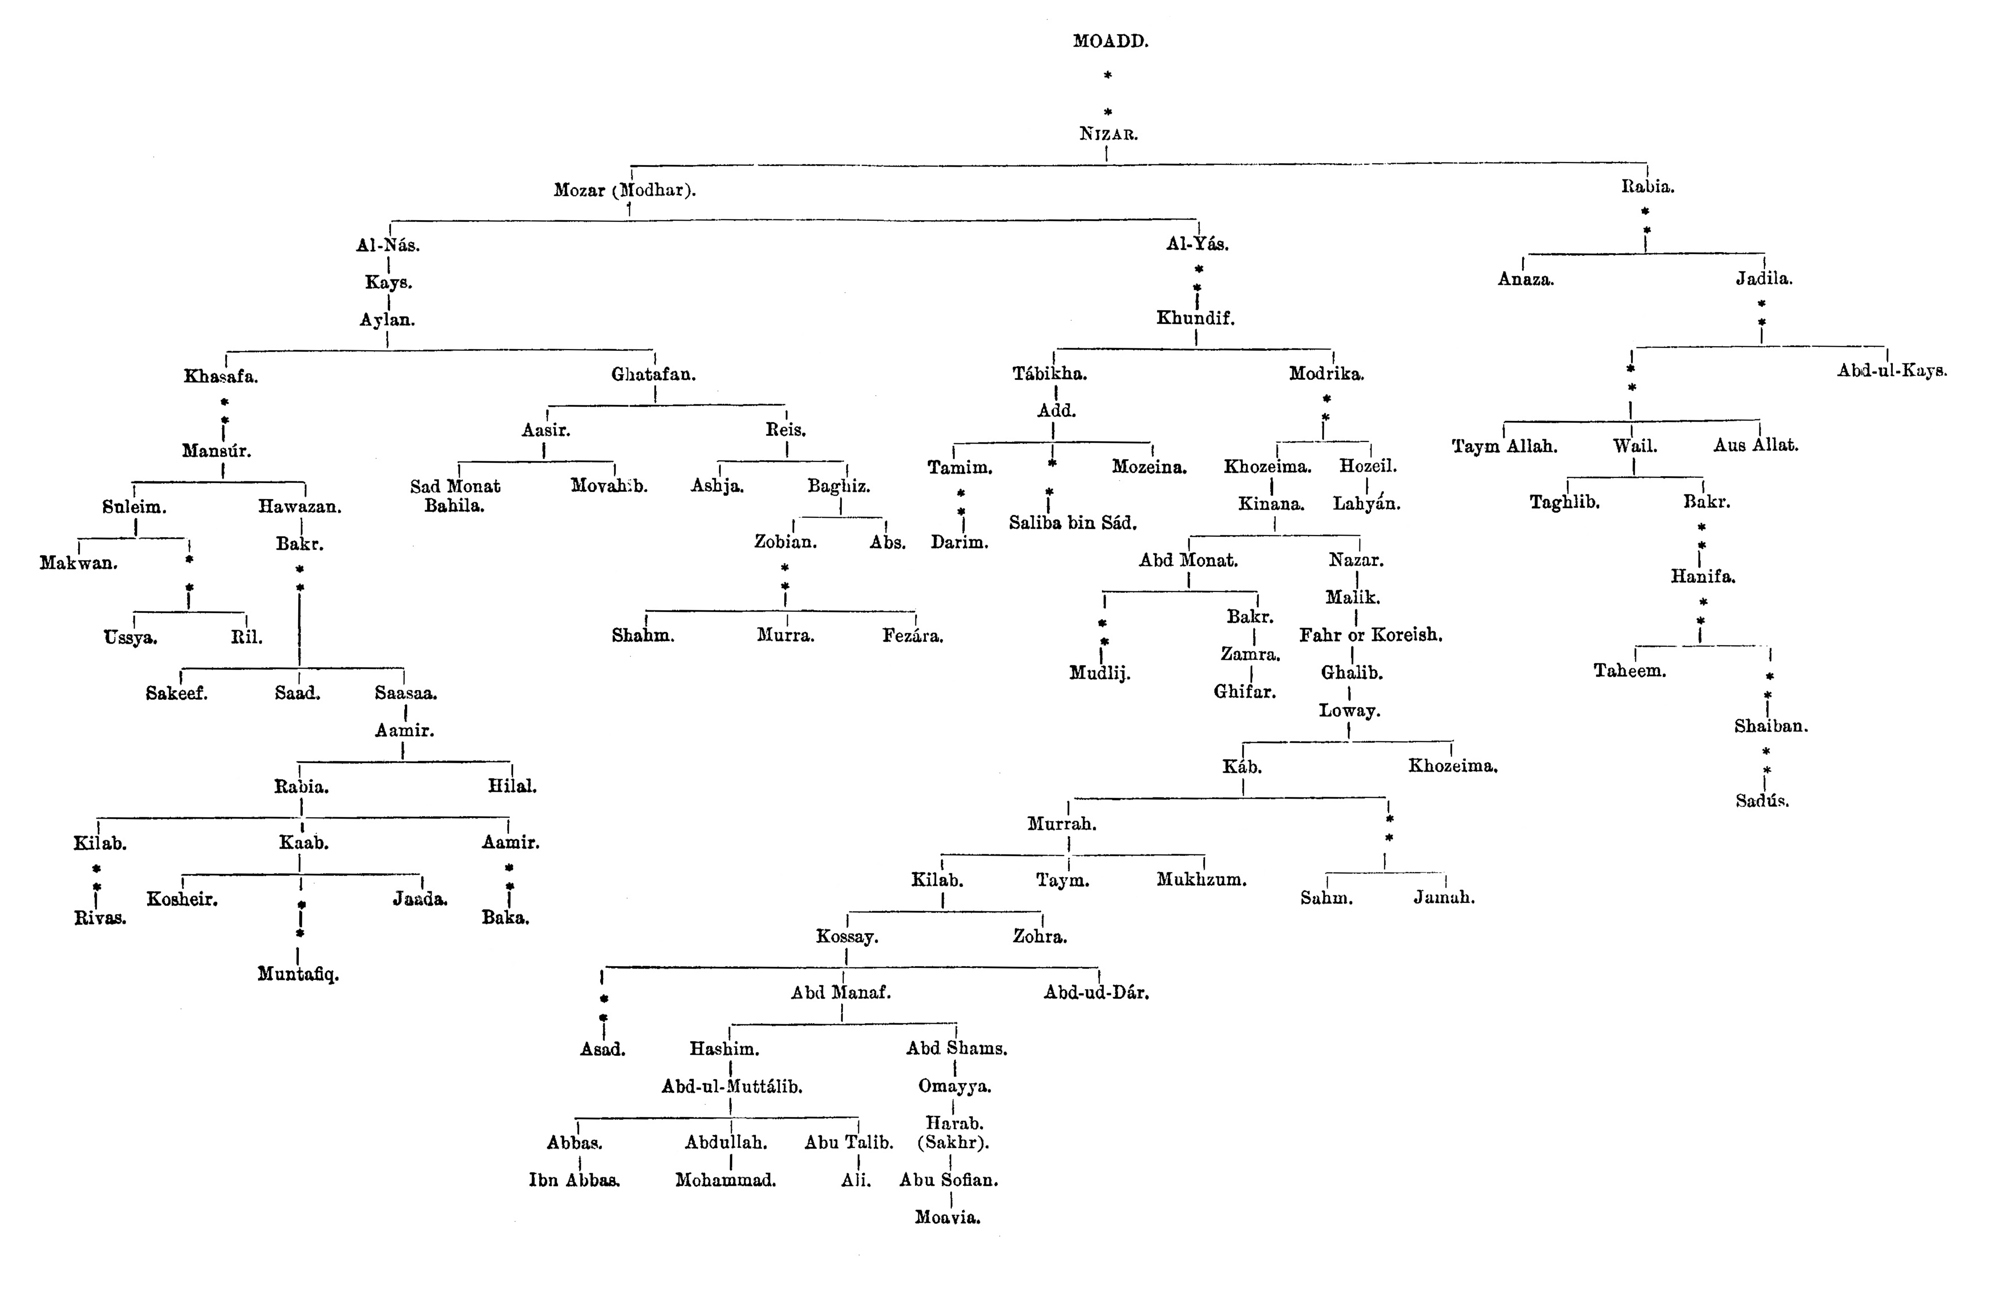 MOADD.
*
*
NIZAR.
Mozar (Modhar). Rabia.
*
*
Al-Nás. Al-Yás.
*
*
Kays. Anaza. Jadila.
*
*
Aylan. Khundif.
Khasafa. Ghatafan. Tábikha. Modrika. * Abd-ul-Kays.
* * *
* Add. *
Aasir. Reis.
Mansúr. Taym Allah. Wail. Aus Allat.
Tamim. * Mozeina. Khozeima. Hozeil.
Sad Monat Movahib. Ashja. Baghiz. * *
Bahila. * Kinana. Lahyán. Taghlib. Bakr.
Suleim. Hawazan. Saliba bin Sád. *
Bakr. Zobian. Abs. Darim. *
Makwan. * * * Abd Monat. Nazar.
* * * Hanifa.
Malik. *
Bakr. *
Ussya. Ril. Shahm. Murra. Fezára. * Fahr or Koreish.
*
Zamra.
Mudlij. Ghalib. Taheem. *
*
Sakeef. Saad. Saasaa. Ghifar.
Loway.
Aamir. Shaiban.
*
*
Káb. Khozeima.
Rabia. Hilal.
Sadús.
Murrah. *
*
Kilab. Kaab. Aamir.
* *
* * Kilab. Taym. Mukhzum.
Kosheir. * Jaada. Sahm. Jamah.
Rivas. * Baka.
Kossay. Zohra.
Muntafiq.
* Abd Manaf. Abd-ud-Dár.
*
Asad. Hashim. Abd Shams.
Abd-ul-Muttálib. Omayya.
Harab.
Abbas. Abdullah. Abu Talib. (Sakhr).
Ibn Abbas. Mohammad. Ali. Abu Sofian.
Moavia.